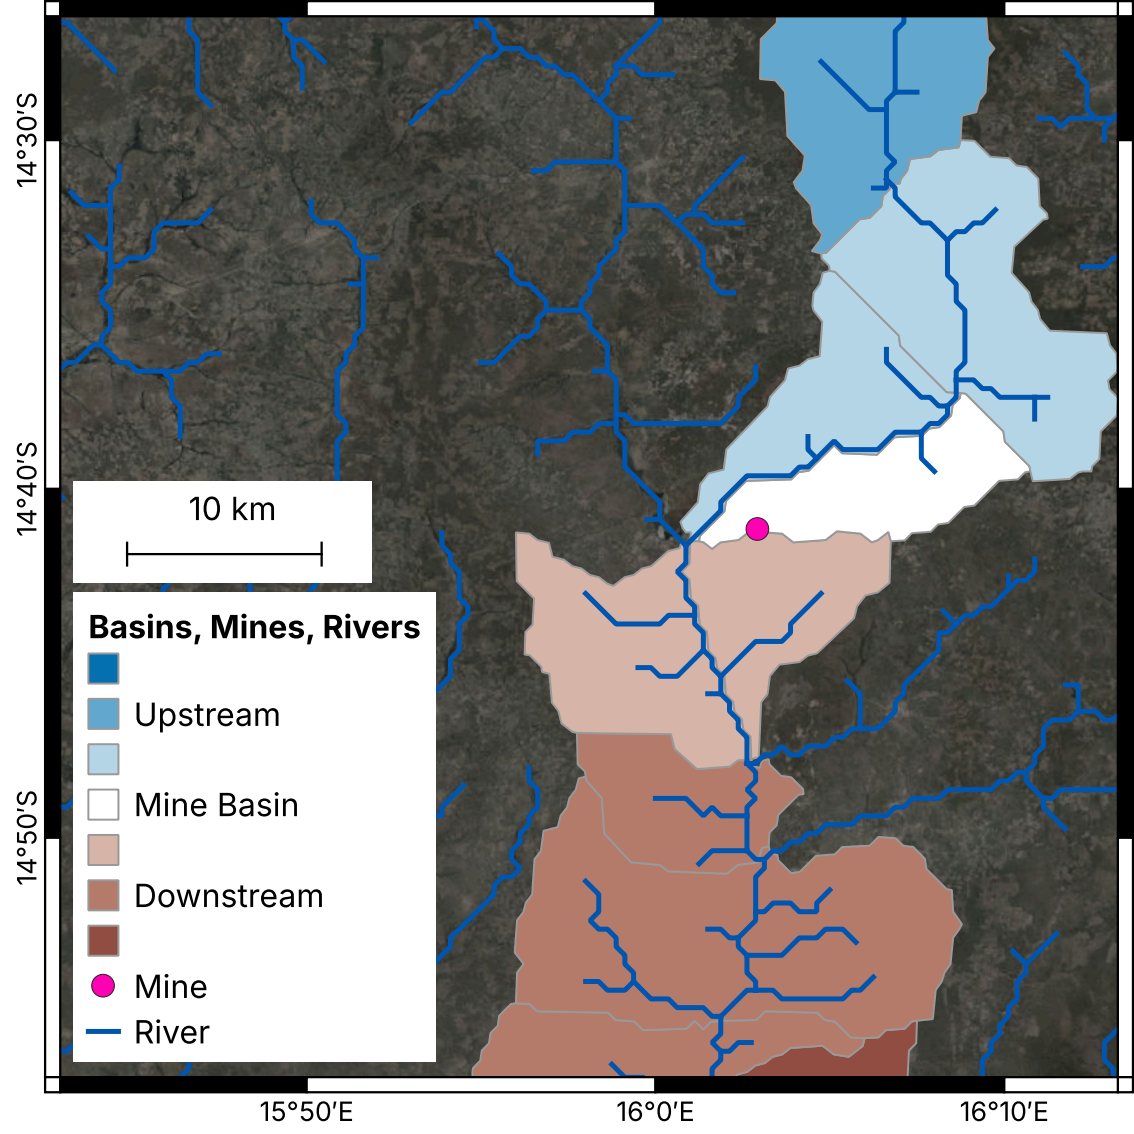 14°30'S
14°40'S
14°50'S
10 km
Basins, Mines, Rivers
Upstream
Mine Basin
Downstream
Mine
River
15°50'E
16°0'E
16°10'E